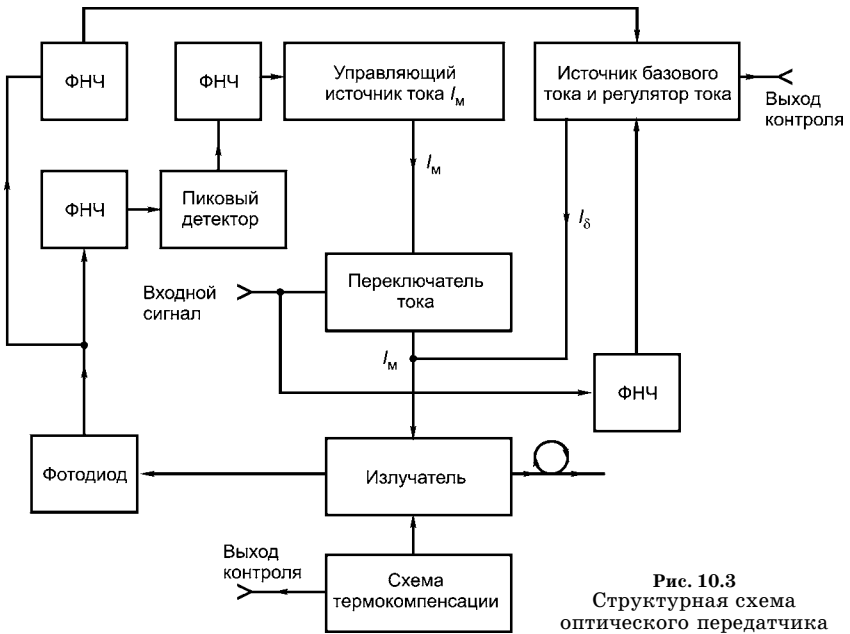 ФНЧ
ФНЧ
Управляющий
источник тока Iм
Источник базового
тока и регулятор тока
Выход
контроля
Iм
ФНЧ
Пиковый
детектор
Iδ
Входной
сигнал
Переключатель
тока
Iм
ФНЧ
Фотодиод
Излучатель
Выход
контроля
Схема
термокомпенсации
Рис. 10.3
Структурная схема
оптического передатчика